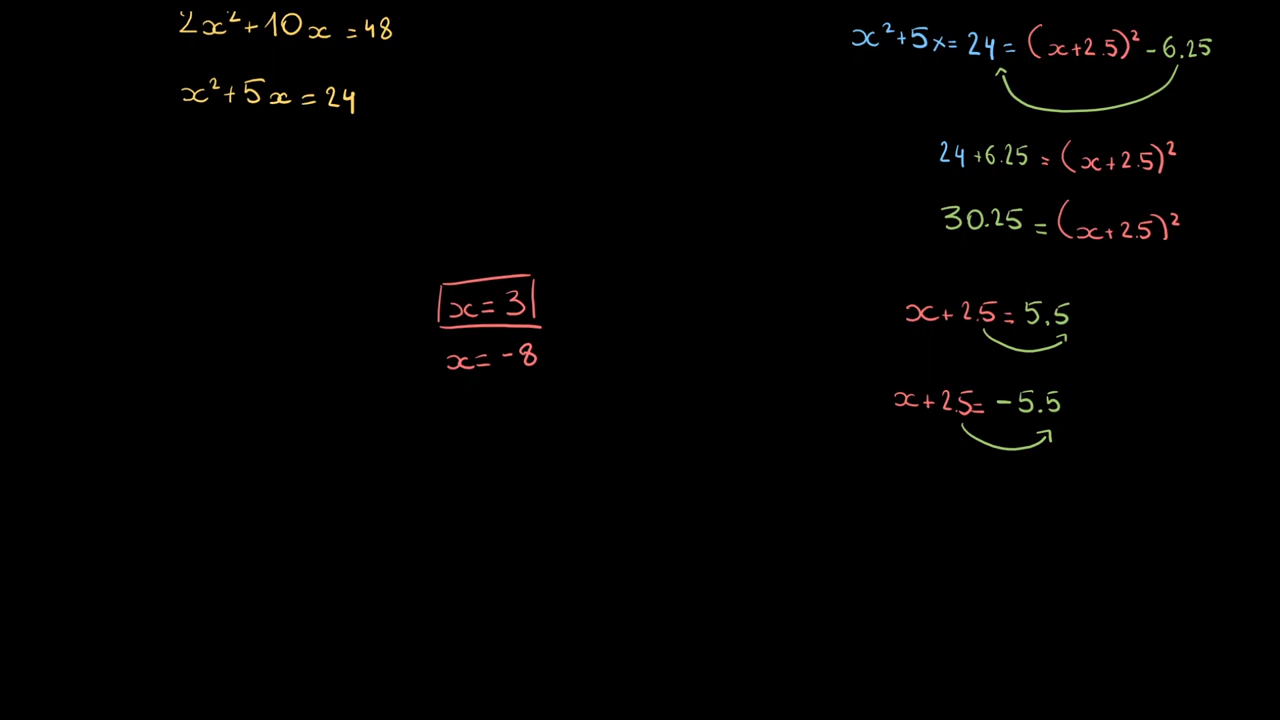 2x²+10x=48
x²+5x=24
x=3
x=-8
x²+5x=24=(x+2.5)²-6.25
24+6.25=(x+2.5)²
30.25=(x+2.5)²
x+2.5=5.5
x+2.5=-5.5